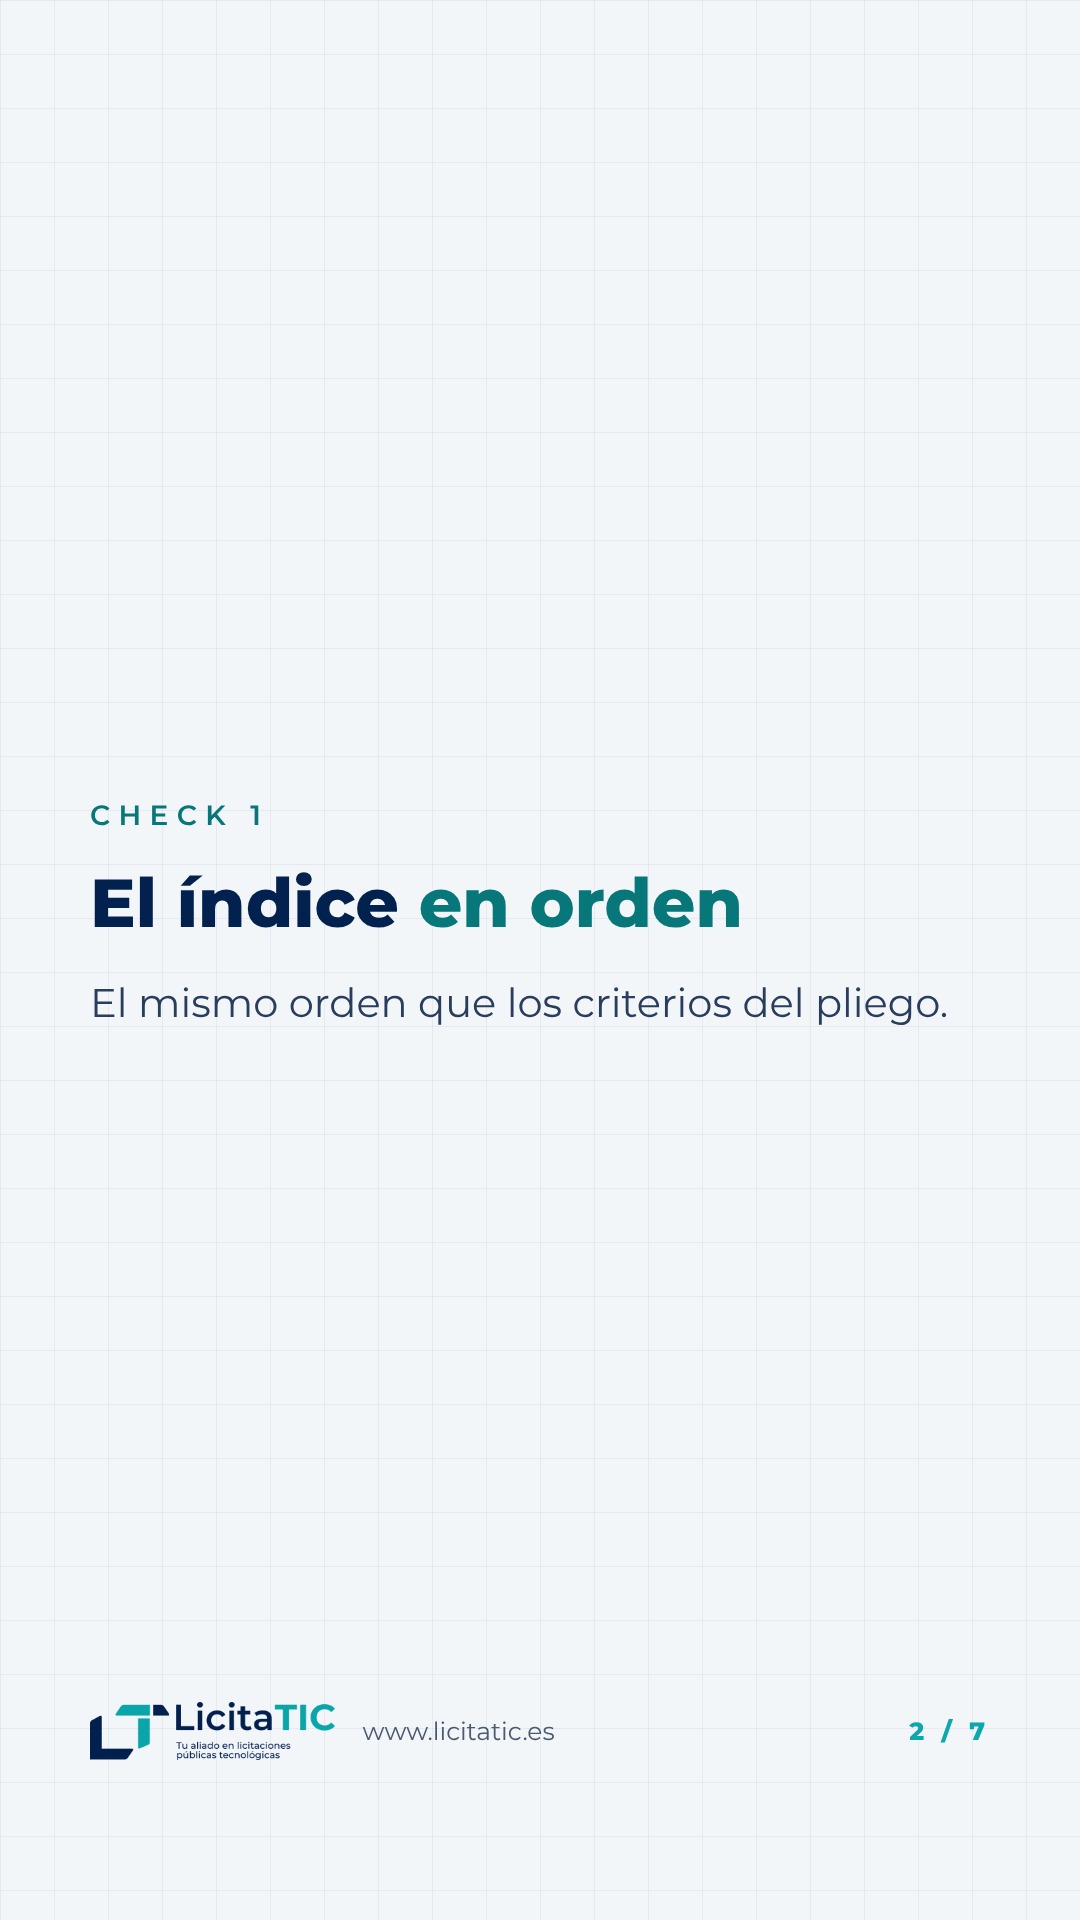 CHECK 1
El índice en orden
El mismo orden que los criterios del pliego.
LicitaTIC
Tu aliado en licitaciones
públicas tecnológicas
www.licitatic.es
2 / 7